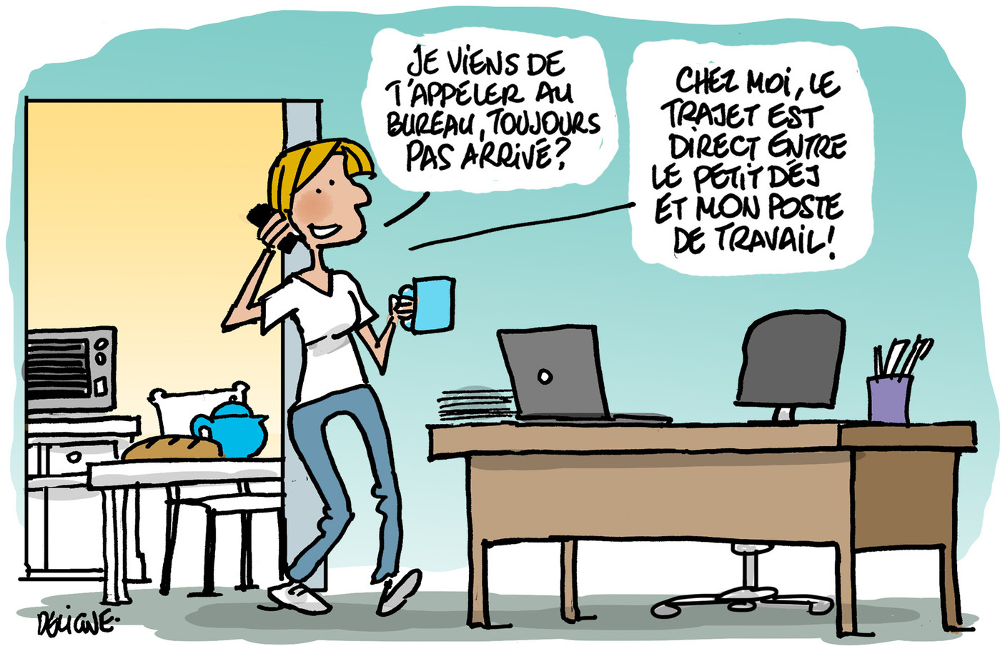 JE VIENS DE
T'APPELER AU
BUREAU, TOUJOURS
PAS ARRIVÉ?
CHEZ MOI, LE
TRAJET EST
DIRECT ENTRE
LE PETIT DÉJ
ET MON POSTE
DE TRAVAIL!
DELIGNE.